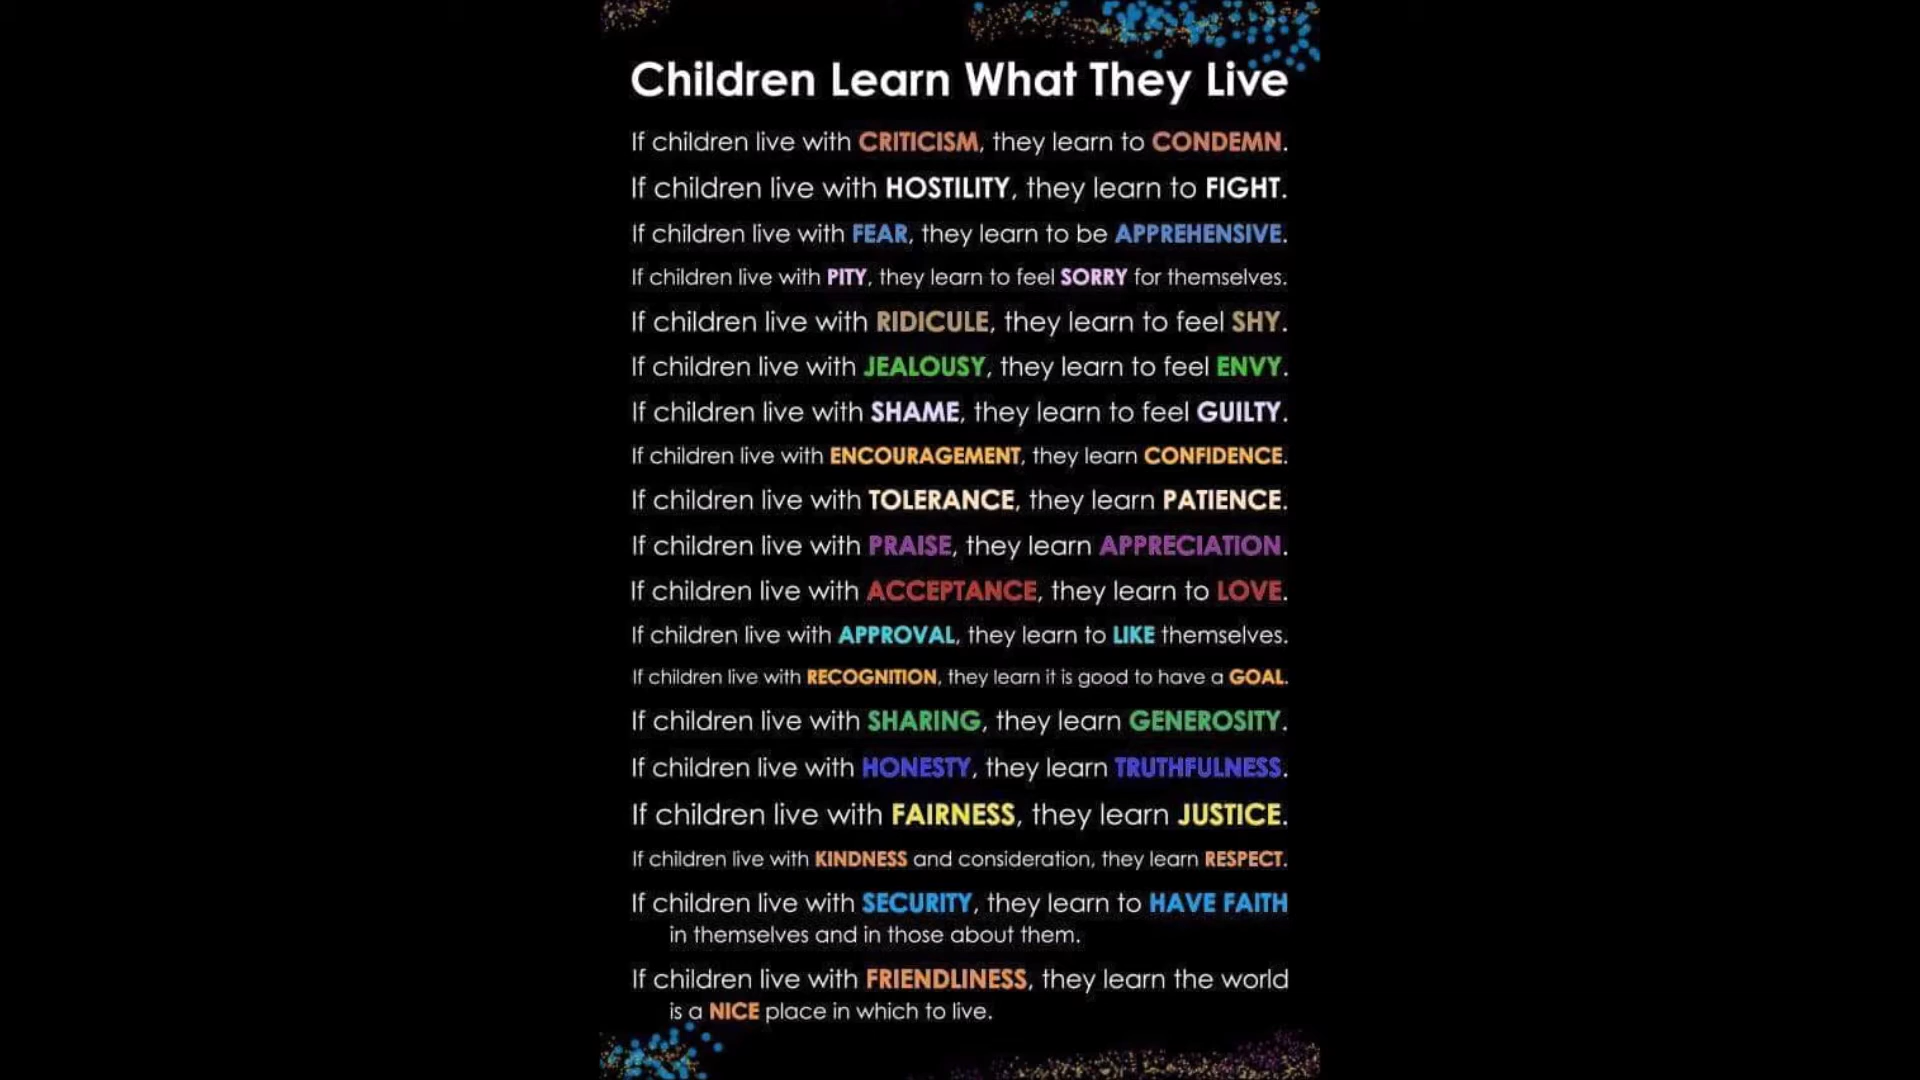 Children Learn What They Live
If children live with CRITICISM, they learn to CONDEMN.
If children live with HOSTILITY, they learn to FIGHT.
If children live with FEAR, they learn to be APPREHENSIVE.
If children live with PITY, they learn to feel SORRY for themselves.
If children live with RIDICULE, they learn to feel SHY.
If children live with JEALOUSY, they learn to feel ENVY.
If children live with SHAME, they learn to feel GUILTY.
If children live with ENCOURAGEMENT, they learn CONFIDENCE.
If children live with TOLERANCE, they learn PATIENCE.
If children live with PRAISE, they learn APPRECIATION.
If children live with ACCEPTANCE, they learn to LOVE.
If children live with APPROVAL, they learn to LIKE themselves.
If children live with RECOGNITION, they learn it is good to have a GOAL.
If children live with SHARING, they learn GENEROSITY.
If children live with HONESTY, they learn TRUTHFULNESS.
If children live with FAIRNESS, they learn JUSTICE.
If children live with KINDNESS and consideration, they learn RESPECT.
If children live with SECURITY, they learn to HAVE FAITH
in themselves and in those about them.
If children live with FRIENDLINESS, they learn the world
is a NICE place in which to live.